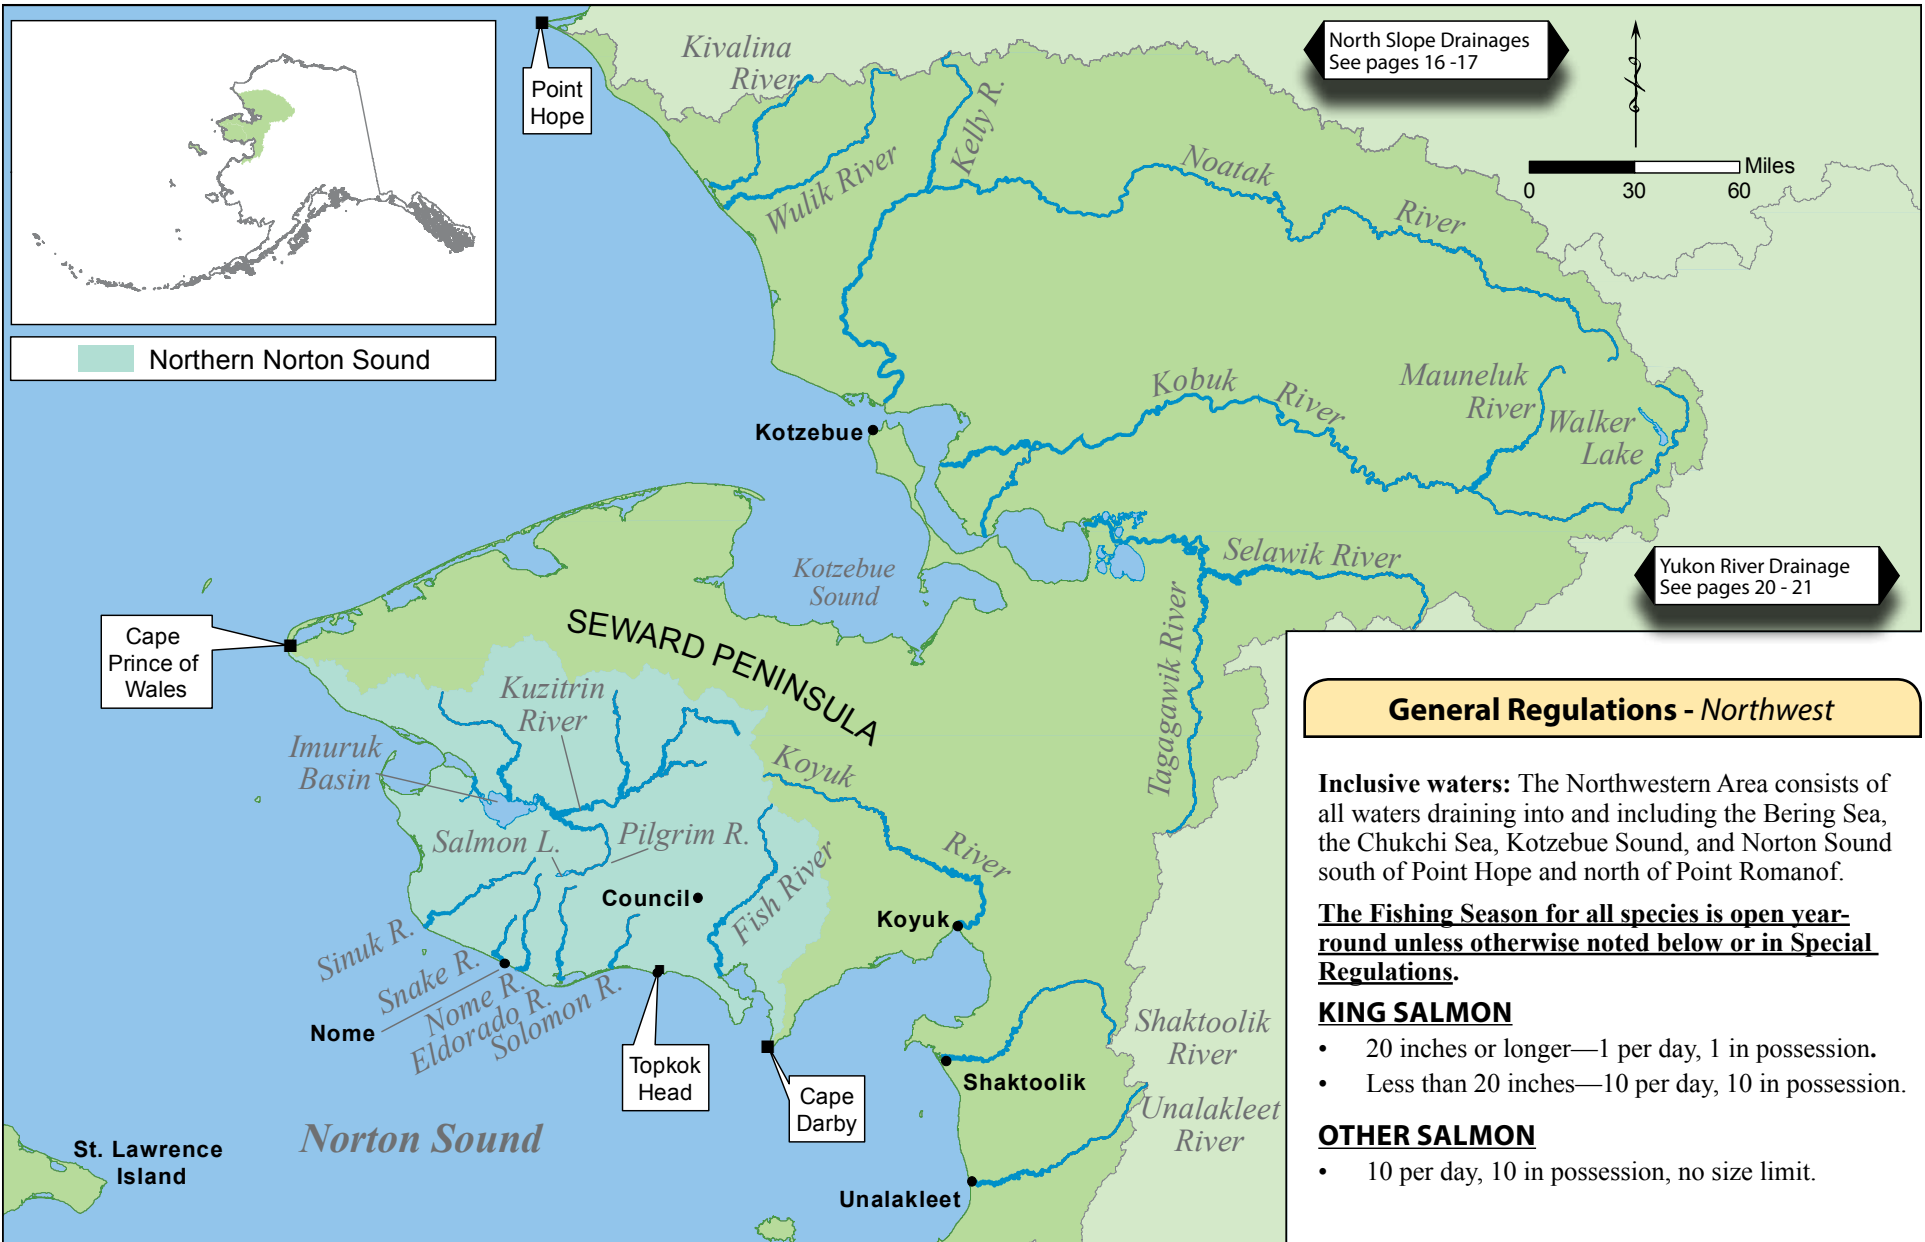 Point
Hope
Kivalina
River
Wulik River
Kelly R.
Noatak
River
North Slope Drainages
See pages 16 -17
Miles
0 30 60
Northern Norton Sound
Kotzebue
Kobuk
River
Mauneluk
River
Walker
Lake
Kotzebue
Sound
Selawik River
Tagagawik River
Yukon River Drainage
See pages 20 - 21
Cape
Prince of
Wales
SEWARD PENINSULA
Kuzitrin
River
Imuruk
Basin
Salmon L.
Pilgrim R.
Koyuk
River
Council
Fish River
Koyuk
Sinuk R.
Snake R.
Nome
Nome R.
Eldorado R.
Solomon R.
Topkok
Head
Cape
Darby
Shaktoolik
Shaktoolik
River
Unalakleet
River
Unalakleet
Norton Sound
St. Lawrence
Island
General Regulations - Northwest
Inclusive waters: The Northwestern Area consists of
all waters draining into and including the Bering Sea,
the Chukchi Sea, Kotzebue Sound, and Norton Sound
south of Point Hope and north of Point Romanof.
The Fishing Season for all species is open year-
round unless otherwise noted below or in Special
Regulations.
KING SALMON
• 20 inches or longer—1 per day, 1 in possession.
• Less than 20 inches—10 per day, 10 in possession.
OTHER SALMON
• 10 per day, 10 in possession, no size limit.